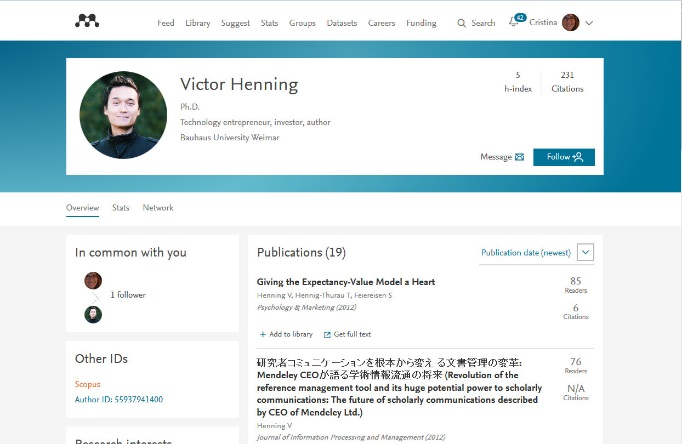 Feed Library Suggest Stats Groups Datasets Careers Funding Search 42 Cristina
Victor Henning
Ph.D.
Technology entrepreneur, investor, author
Bauhaus University Weimar
5
h-index
231
Citations
Message
Follow
Overview Stats Network
In common with you
1 follower
Other IDs
Scopus
Author ID: 55937941400
Research interests
Publications (19)
Publication date (newest)
Giving the Expectancy-Value Model a Heart
Henning V, Hennig-Thurau T, Feiereisen S
Psychology & Marketing (2012)
85
Readers
6
Citations
+ Add to library Get full text
研究者コミュニケーションを根本から変える文書管理の変革:
Mendeley CEOが語る学術情報流通の将来 (Revolution of the
reference management tool and its huge potential power to scholarly
communications: The future of scholarly communications described
by CEO of Mendeley Ltd.)
Henning V
Journal of Information Processing and Management (2012)
76
Readers
N/A
Citations